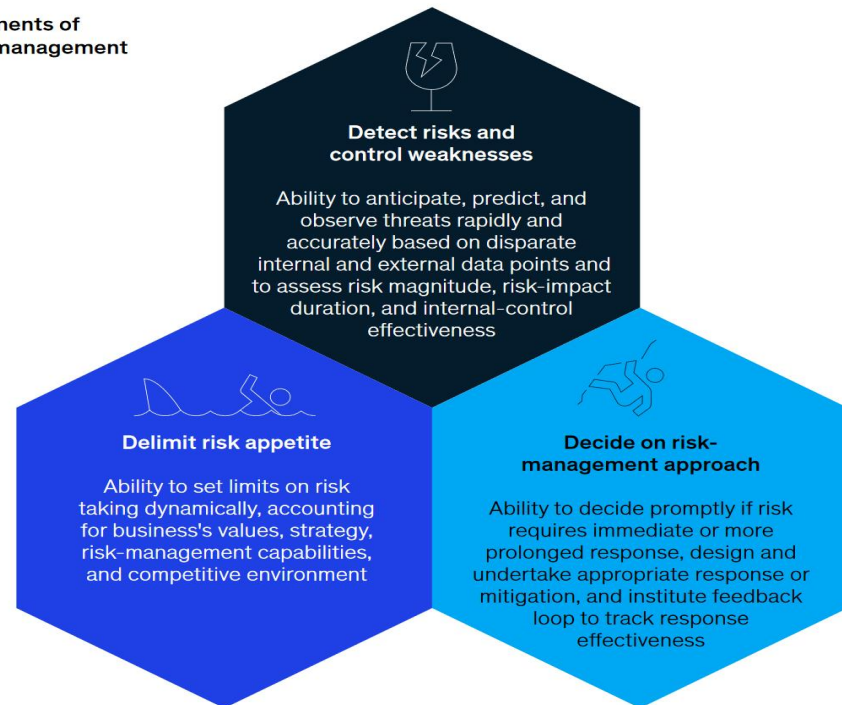 nents of
management
Detect risks and
control weaknesses
Ability to anticipate, predict, and
observe threats rapidly and
accurately based on disparate
internal and external data points and
to assess risk magnitude, risk-impact
duration, and internal-control
effectiveness
Delimit risk appetite
Ability to set limits on risk
taking dynamically, accounting
for business's values, strategy,
risk-management capabilities,
and competitive environment
Decide on risk-
management approach
Ability to decide promptly if risk
requires immediate or more
prolonged response, design and
undertake appropriate response or
mitigation, and institute feedback
loop to track response
effectiveness